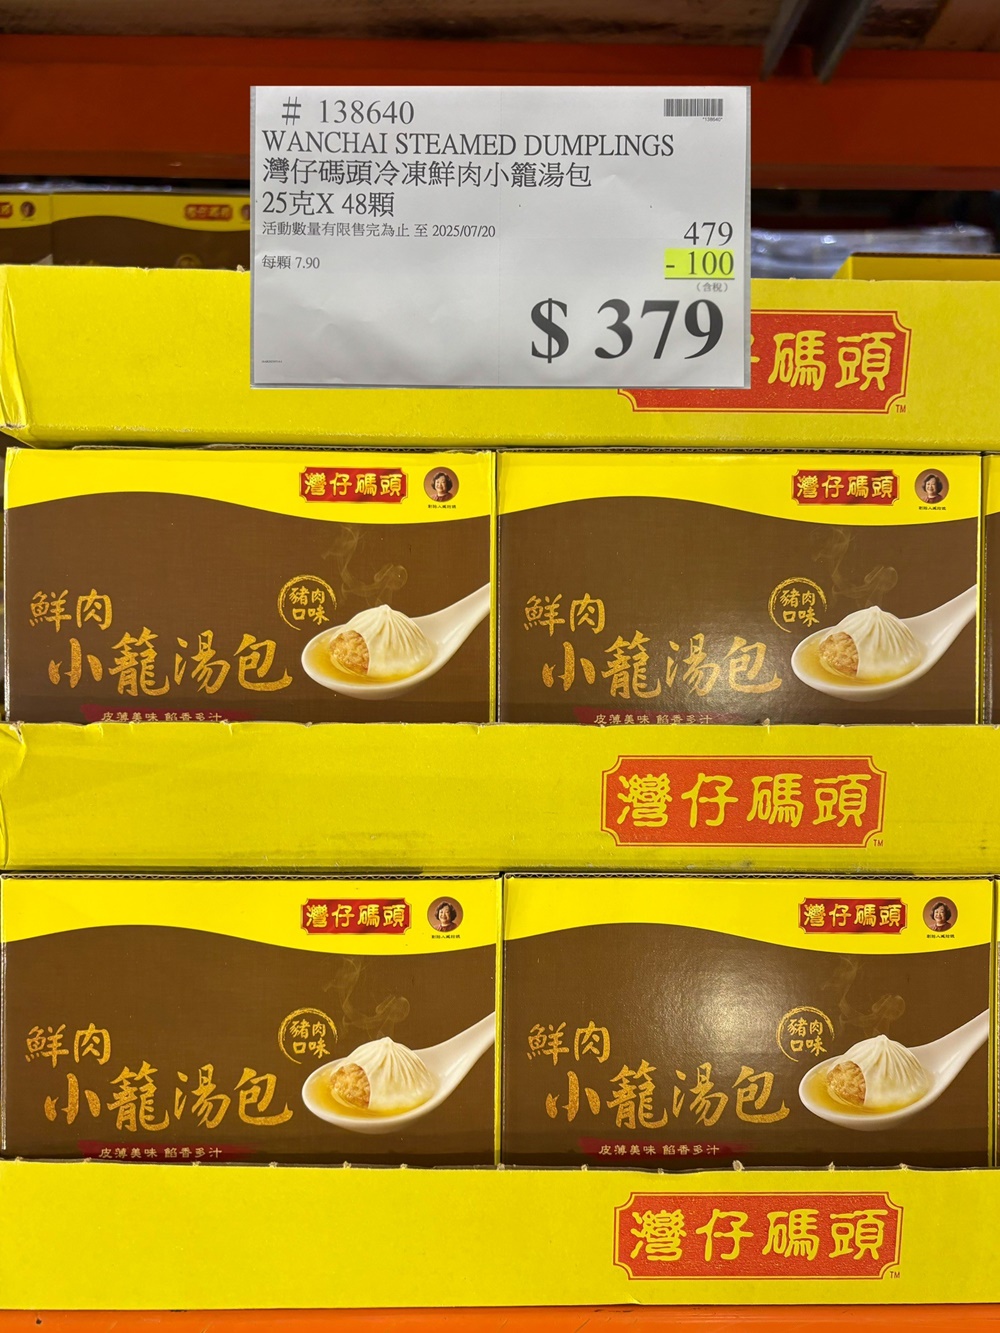 # 138640
WANCHAI STEAMED DUMPLINGS
灣仔碼頭冷凍鮮肉小籠湯包
25克X 48顆
活動數量有限售完為止 至 2025/07/20
每顆 7.90
479
- 100
(含稅)
$ 379
仔碼頭
TM
灣仔碼頭
灣仔碼頭
鮮肉
小籠湯包
豬肉
口味
皮薄美味 餡香多汁
鮮肉
小籠湯包
豬肉
口味
皮薄美味 餡香多汁
灣仔碼頭
TM
灣仔碼頭
灣仔碼頭
鮮肉
小籠湯包
豬肉
口味
皮薄美味 餡香多汁
鮮肉
小籠湯包
豬肉
口味
皮薄美味 餡香多汁
灣仔碼頭
TM